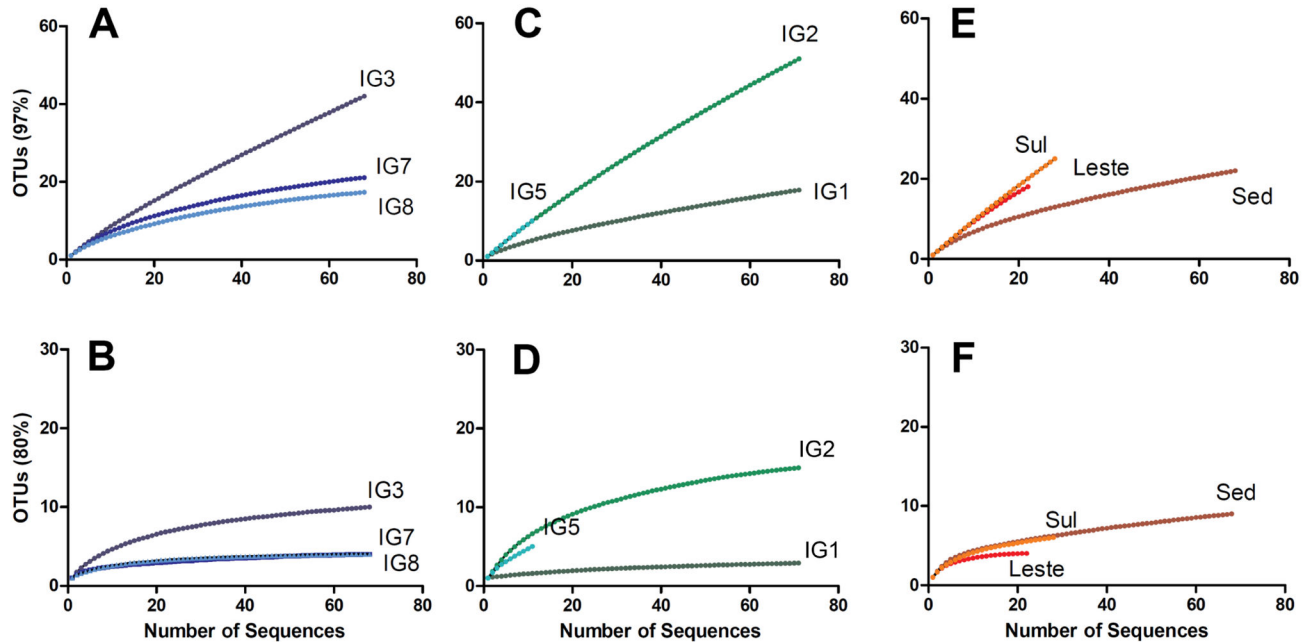 A
C
E
OTUs (97%)
60
40
20
0
0 20 40 60 80
IG3
IG7
IG8
60
40
20
0
0 20 40 60 80
IG2
IG5
IG1
60
40
20
0
0 20 40 60 80
Sul
Leste
Sed
B
D
F
OTUs (80%)
30
20
10
0
0 20 40 60 80
IG3
IG7
IG8
Number of Sequences
30
20
10
0
0 20 40 60 80
IG2
IG5
IG1
Number of Sequences
30
20
10
0
0 20 40 60 80
Sed
Sul
Leste
Number of Sequences